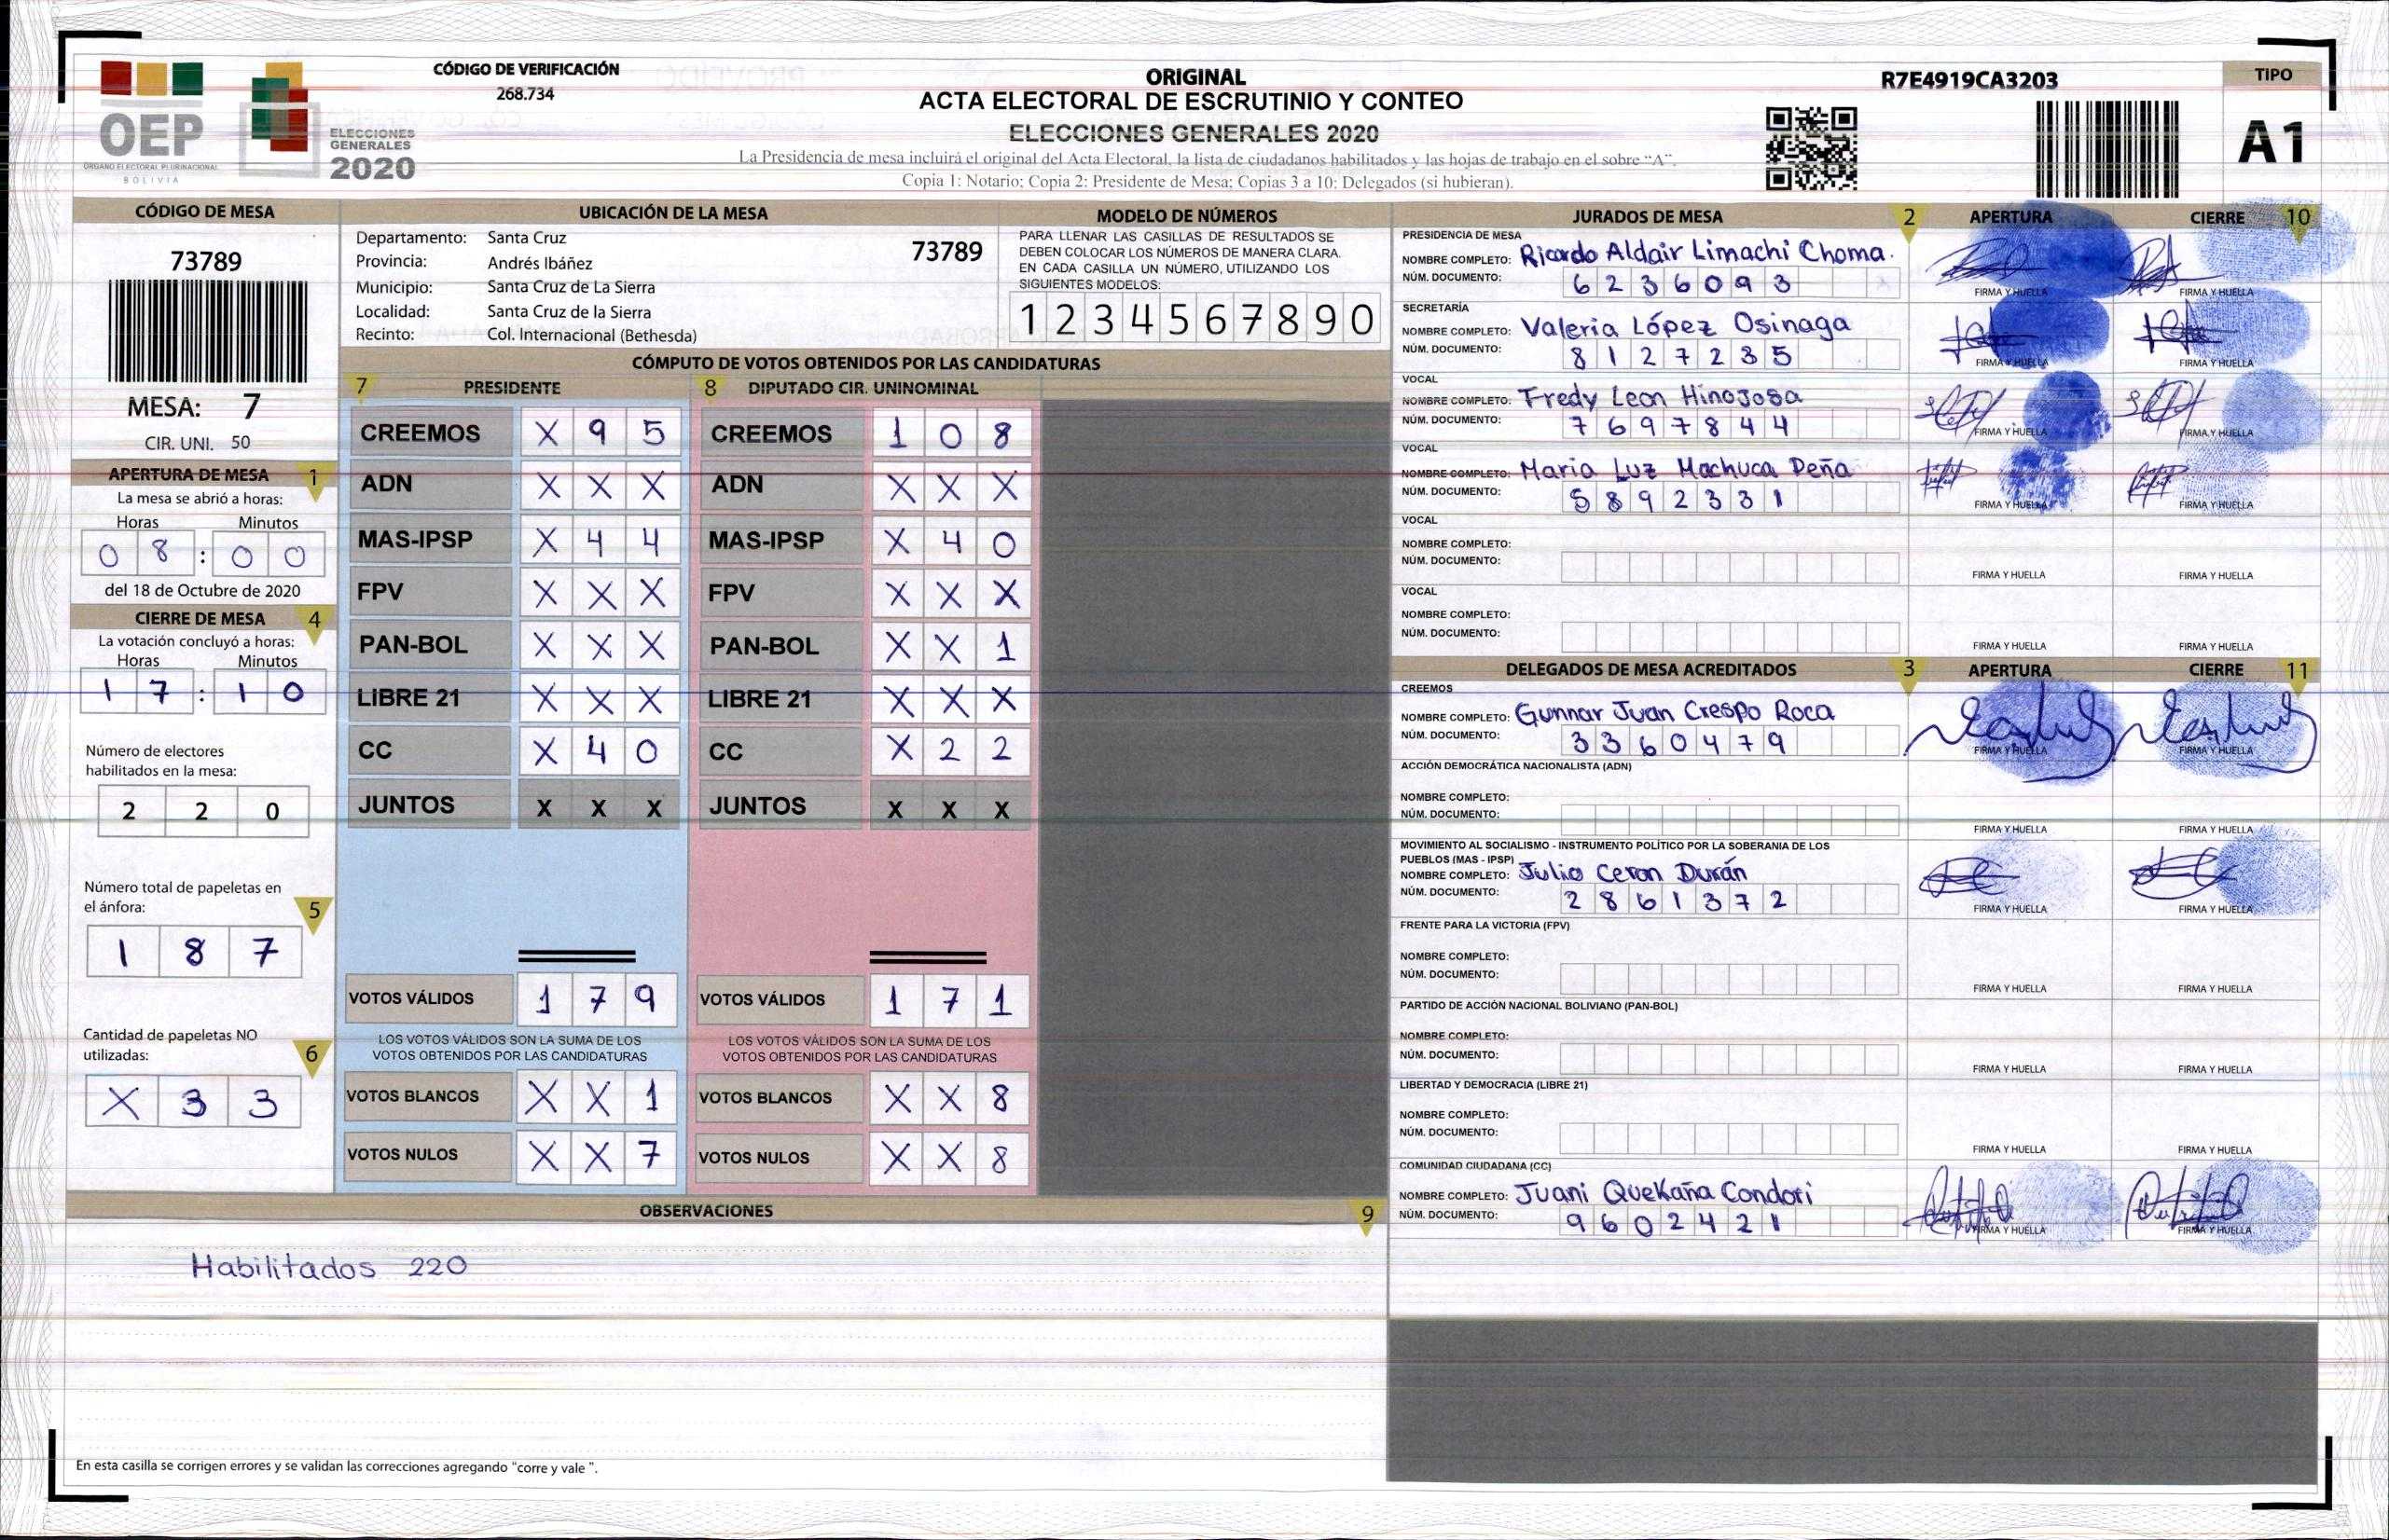 OEP
ÓRGANO ELECTORAL PLURINACIONAL
BOLIVIA
ELECCIONES
GENERALES
2020
CÓDIGO DE VERIFICACIÓN
268.734
ORIGINAL
ACTA ELECTORAL DE ESCRUTINIO Y CONTEO
ELECCIONES GENERALES 2020
La Presidencia de mesa incluirá el original del Acta Electoral, la lista de ciudadanos habilitados y las hojas de trabajo en el sobre “A”.
Copia 1: Notario; Copia 2: Presidente de Mesa; Copias 3 a 10: Delegados (si hubieran).
R7E4919CA3203
TIPO
A1
CÓDIGO DE MESA
73789
MESA: 7
CIR. UNI. 50
APERTURA DE MESA 1
La mesa se abrió a horas:
Horas Minutos
0 8 : 0 0
del 18 de Octubre de 2020
CIERRE DE MESA 4
La votación concluyó a horas:
Horas Minutos
1 7 : 1 0
Número de electores
habilitados en la mesa:
2 2 0
Número total de papeletas en
el ánfora: 5
1 8 7
Cantidad de papeletas NO
utilizadas: 6
X 3 3
UBICACIÓN DE LA MESA
Departamento: Santa Cruz
73789
Provincia: Andrés Ibáñez
Municipio: Santa Cruz de La Sierra
Localidad: Santa Cruz de la Sierra
Recinto: Col. Internacional (Bethesda)
MODELO DE NÚMEROS
PARA LLENAR LAS CASILLAS DE RESULTADOS SE
DEBEN COLOCAR LOS NÚMEROS DE MANERA CLARA.
EN CADA CASILLA UN NÚMERO, UTILIZANDO LOS
SIGUIENTES MODELOS:
1 2 3 4 5 6 7 8 9 0
CÓMPUTO DE VOTOS OBTENIDOS POR LAS CANDIDATURAS
7 PRESIDENTE 8 DIPUTADO CIR. UNINOMINAL
CREEMOS X 9 5 CREEMOS 1 0 8
ADN X X X ADN X X X
MAS-IPSP X 4 4 MAS-IPSP X 4 0
FPV X X X FPV X X X
PAN-BOL X X X PAN-BOL X X 1
LIBRE 21 X X X LIBRE 21 X X X
CC X 4 0 CC X 2 2
JUNTOS X X X JUNTOS X X X
VOTOS VÁLIDOS 1 7 9 VOTOS VÁLIDOS 1 7 1
LOS VOTOS VÁLIDOS SON LA SUMA DE LOS
VOTOS OBTENIDOS POR LAS CANDIDATURAS
LOS VOTOS VÁLIDOS SON LA SUMA DE LOS
VOTOS OBTENIDOS POR LAS CANDIDATURAS
VOTOS BLANCOS X X 1 VOTOS BLANCOS X X 8
VOTOS NULOS X X 7 VOTOS NULOS X X 8
OBSERVACIONES 9
Habilitados 220
En esta casilla se corrigen errores y se validan las correcciones agregando "corre y vale ".
JURADOS DE MESA 2 APERTURA CIERRE 10
PRESIDENCIA DE MESA
NOMBRE COMPLETO: Ricardo Aldair Limachi Choma.
NÚM. DOCUMENTO: 6 2 3 6 0 9 3
FIRMA Y HUELLA FIRMA Y HUELLA
SECRETARÍA
NOMBRE COMPLETO: Valeria López Osinaga
NÚM. DOCUMENTO: 8 1 2 7 2 3 5
FIRMA Y HUELLA FIRMA Y HUELLA
VOCAL
NOMBRE COMPLETO: Fredy Leon Hinojosa
NÚM. DOCUMENTO: 7 6 9 7 8 4 4
FIRMA Y HUELLA FIRMA Y HUELLA
VOCAL
NOMBRE COMPLETO: Maria Luz Machuca Peña
NÚM. DOCUMENTO: 5 8 9 2 3 3 1
FIRMA Y HUELLA FIRMA Y HUELLA
VOCAL
NOMBRE COMPLETO:
NÚM. DOCUMENTO:
FIRMA Y HUELLA FIRMA Y HUELLA
VOCAL
NOMBRE COMPLETO:
NÚM. DOCUMENTO:
FIRMA Y HUELLA FIRMA Y HUELLA
DELEGADOS DE MESA ACREDITADOS 3 APERTURA CIERRE 11
CREEMOS
NOMBRE COMPLETO: Gunnar Juan Crespo Roca
NÚM. DOCUMENTO: 3 3 6 0 4 7 9
FIRMA Y HUELLA FIRMA Y HUELLA
ACCIÓN DEMOCRÁTICA NACIONALISTA (ADN)
NOMBRE COMPLETO:
NÚM. DOCUMENTO:
FIRMA Y HUELLA FIRMA Y HUELLA
MOVIMIENTO AL SOCIALISMO - INSTRUMENTO POLÍTICO POR LA SOBERANIA DE LOS
PUEBLOS (MAS - IPSP)
NOMBRE COMPLETO: Julio Ceron Durán
NÚM. DOCUMENTO: 2 8 6 1 3 7 2
FIRMA Y HUELLA FIRMA Y HUELLA
FRENTE PARA LA VICTORIA (FPV)
NOMBRE COMPLETO:
NÚM. DOCUMENTO:
FIRMA Y HUELLA FIRMA Y HUELLA
PARTIDO DE ACCIÓN NACIONAL BOLIVIANO (PAN-BOL)
NOMBRE COMPLETO:
NÚM. DOCUMENTO:
FIRMA Y HUELLA FIRMA Y HUELLA
LIBERTAD Y DEMOCRACIA (LIBRE 21)
NOMBRE COMPLETO:
NÚM. DOCUMENTO:
FIRMA Y HUELLA FIRMA Y HUELLA
COMUNIDAD CIUDADANA (CC)
NOMBRE COMPLETO: Juani Quekaña Condori
NÚM. DOCUMENTO: 9 6 0 2 4 2 1
FIRMA Y HUELLA FIRMA Y HUELLA